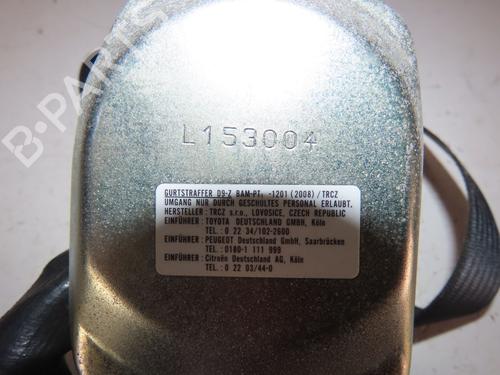 B-PARTS
L153004
GURTSTRAFFER D9-Z BAM-PT, -1201 (2008)/TRCZ
UMGANG NUR DURCH GESCHULTES PERSONAL ERLAUBT.
HERSTELLER : TRCZ s.r.o., LOVOSICE, CZECH REPUBLIC
EINFÜHRER : TOYOTA DEUTSCHLAND GMBH, Köln
TEL.: 0 22 34/102-2600
EINFÜHRER : PEUGEOT Deutschland GmbH, Saarbrücken
TEL.: 0180-1 111 999
EINFÜHRER : Citroën Deutschland AG, Köln
TEL.: 0 22 03/44-0